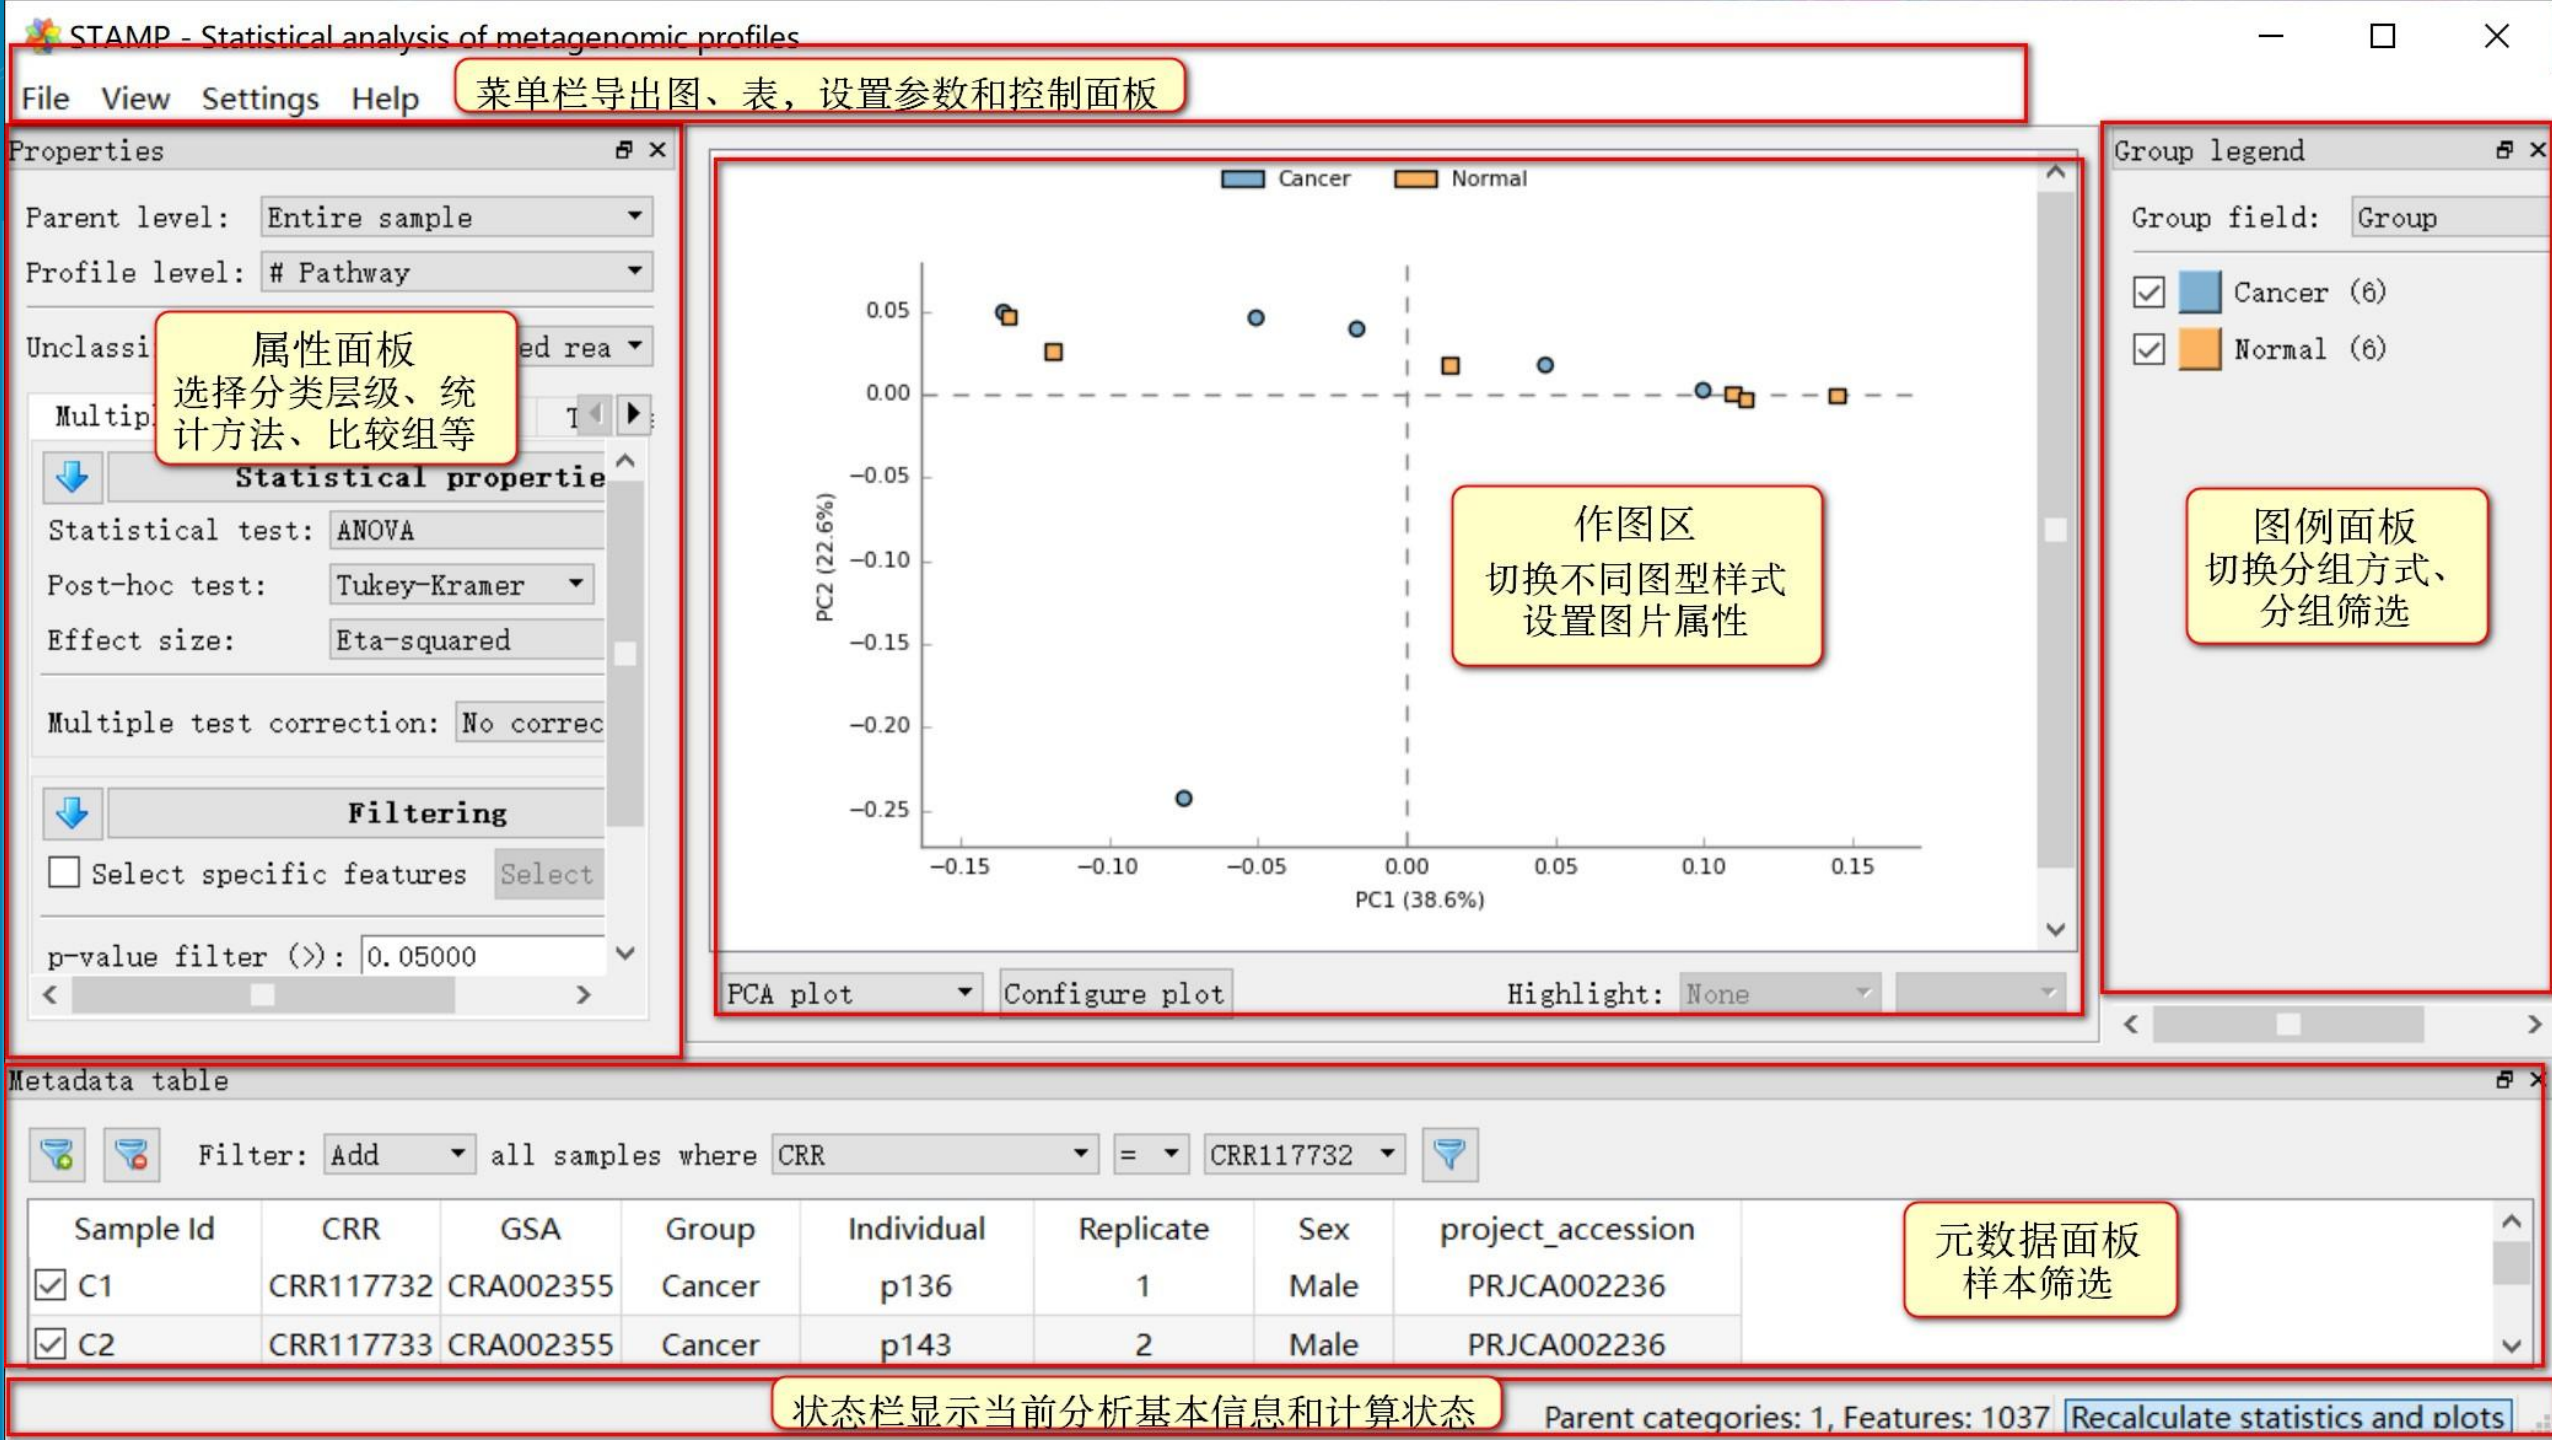 STAMP - Statistical analysis of metagenomic profiles
File View Settings Help
菜单栏导出图、表，设置参数和控制面板
Properties
Parent level: Entire sample
Profile level: # Pathway
Unclassi ed rea
属性面板
选择分类层级、统
计方法、比较组等
Multip T
Statistical propertie
Statistical test: ANOVA
Post-hoc test: Tukey-Kramer
Effect size: Eta-squared
Multiple test correction: No correc
Filtering
Select specific features Select
p-value filter (>): 0.05000
Cancer Normal
0.05
0.00
−0.05
−0.10
−0.15
−0.20
−0.25
PC2 (22.6%)
−0.15 −0.10 −0.05 0.00 0.05 0.10 0.15
PC1 (38.6%)
作图区
切换不同图型样式
设置图片属性
PCA plot Configure plot Highlight: None
Group legend
Group field: Group
Cancer (6)
Normal (6)
图例面板
切换分组方式、
分组筛选
Metadata table
Filter: Add all samples where CRR = CRR117732
Sample Id CRR GSA Group Individual Replicate Sex project_accession
C1 CRR117732 CRA002355 Cancer p136 1 Male PRJCA002236
C2 CRR117733 CRA002355 Cancer p143 2 Male PRJCA002236
元数据面板
样本筛选
状态栏显示当前分析基本信息和计算状态
Parent categories: 1, Features: 1037 Recalculate statistics and plots